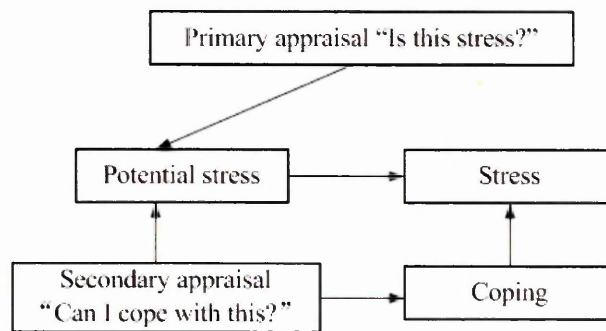 Primary appraisal “Is this stress?”
Potential stress
Stress
Secondary appraisal
“Can I cope with this?”
Coping